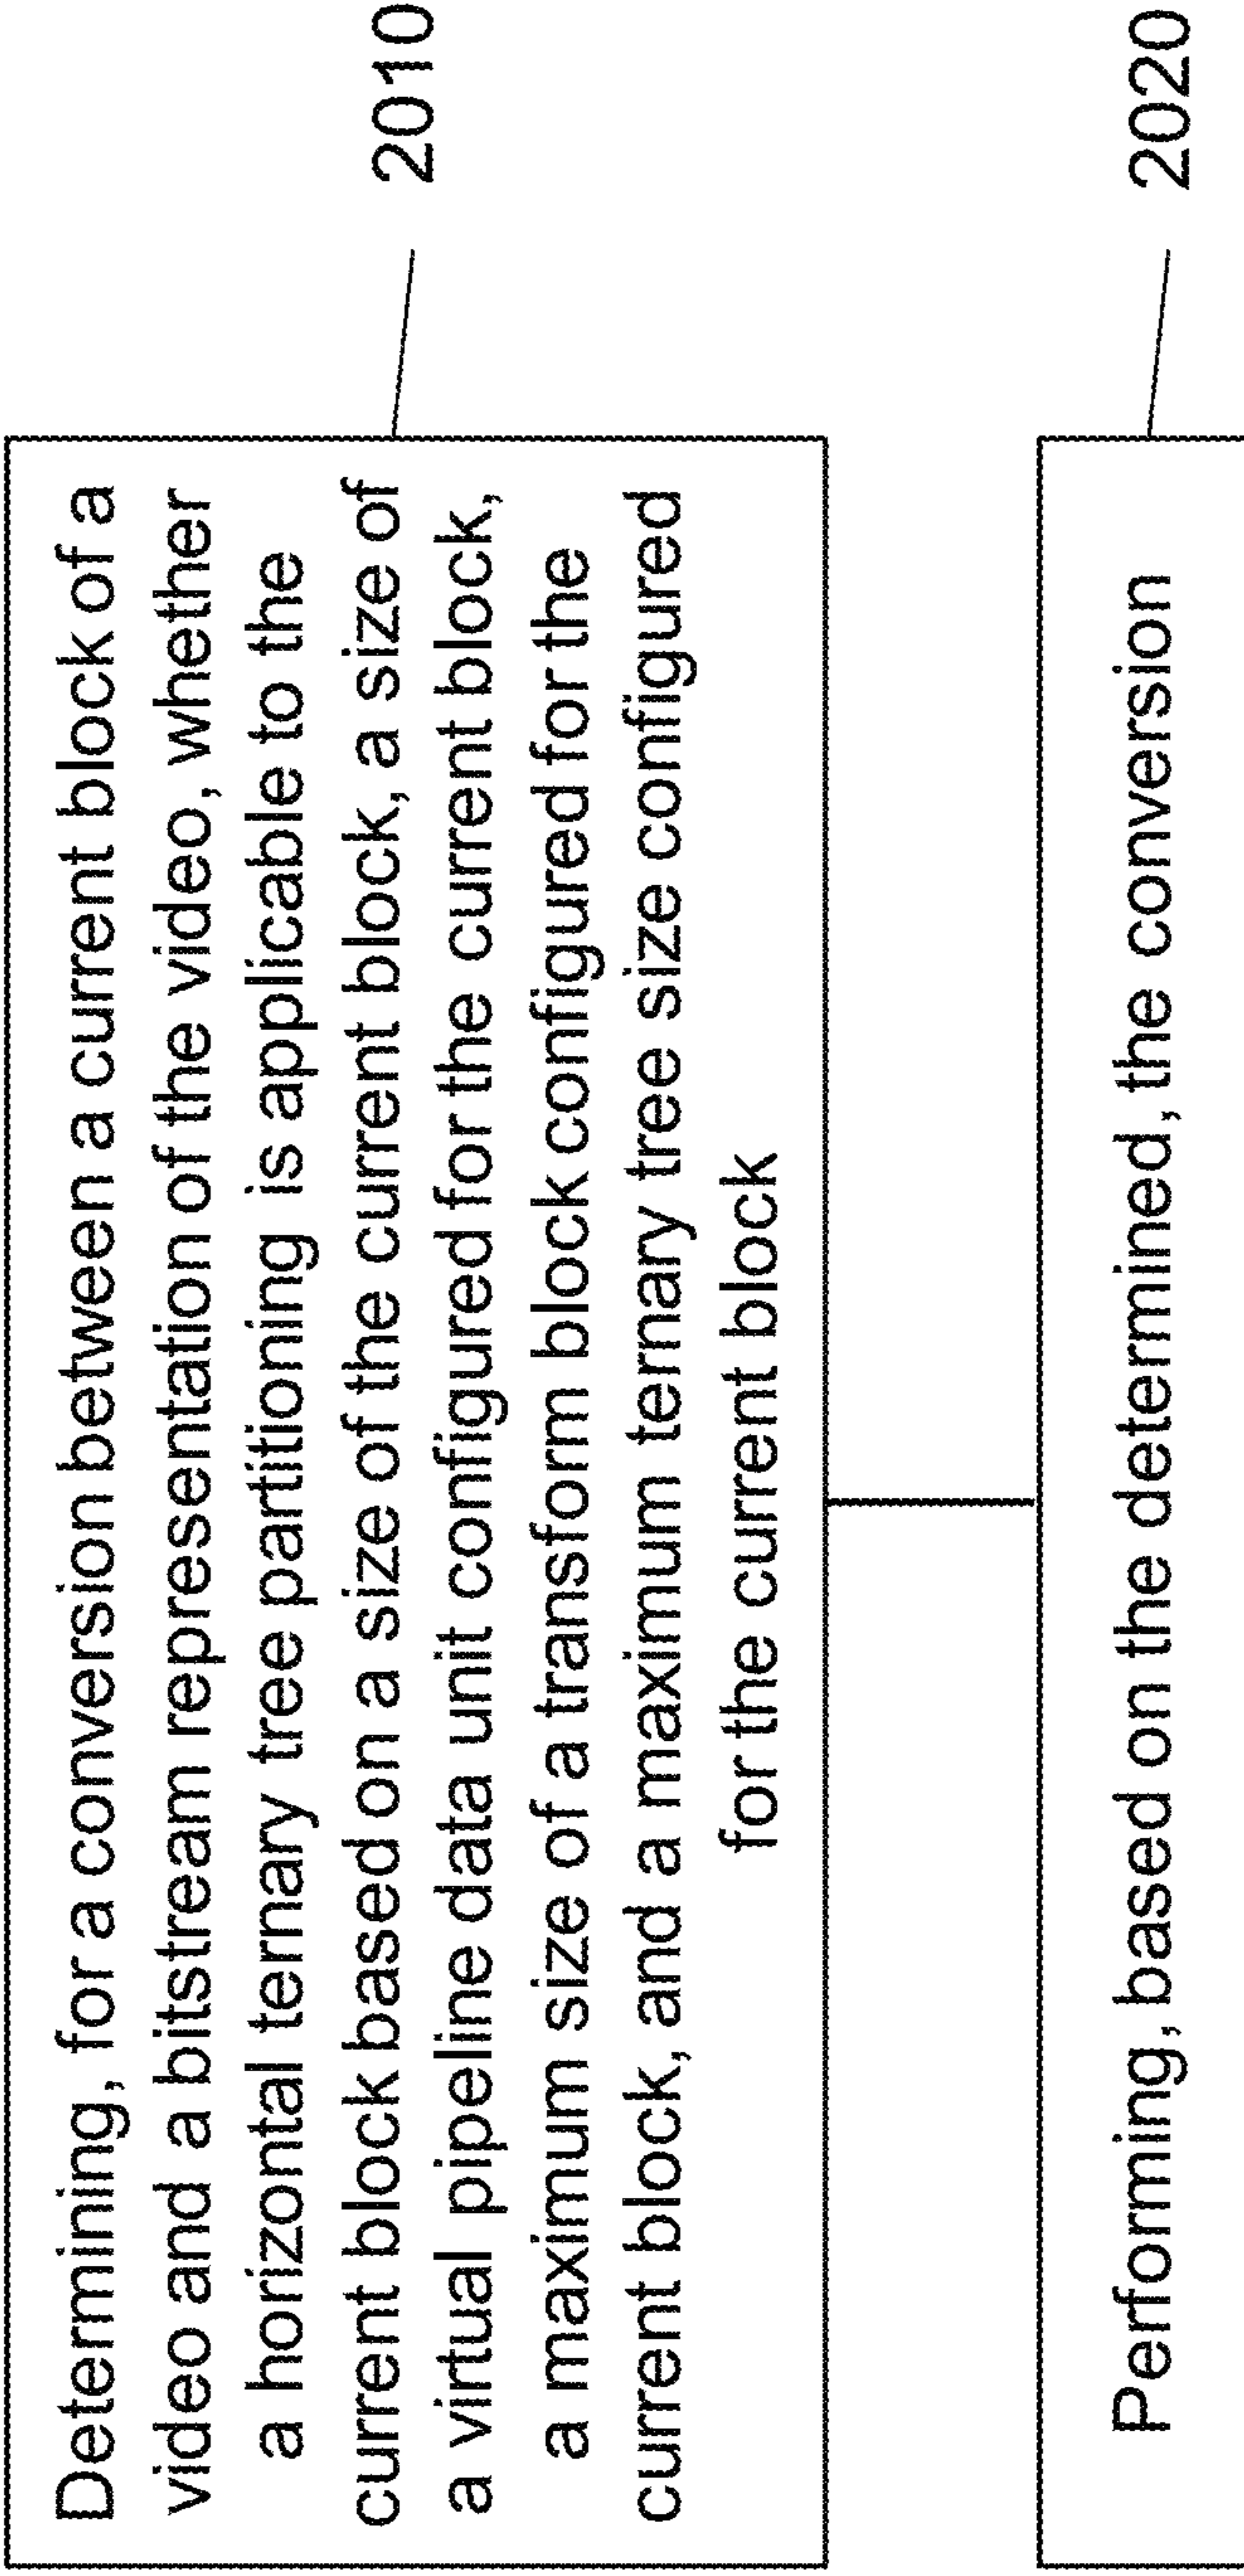 Determining, for a conversion between a current block of a
video and a bitstream representation of the video, whether
a horizontal ternary tree partitioning is applicable to the
current block based on a size of the current block, a size of
a virtual pipeline data unit configured for the current block,
a maximum size of a transform block configured for the
current block, and a maximum ternary tree size configured
for the current block
2010
Performing, based on the determined, the conversion
2020